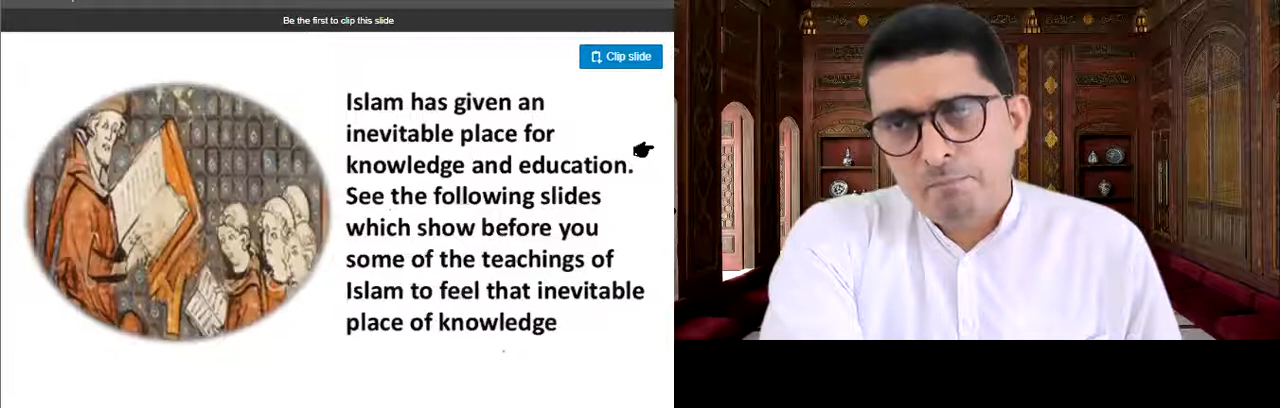 Be the first to clip this slide
Clip slide
Islam has given an
inevitable place for
knowledge and education.
See the following slides
which show before you
some of the teachings of
Islam to feel that inevitable
place of knowledge